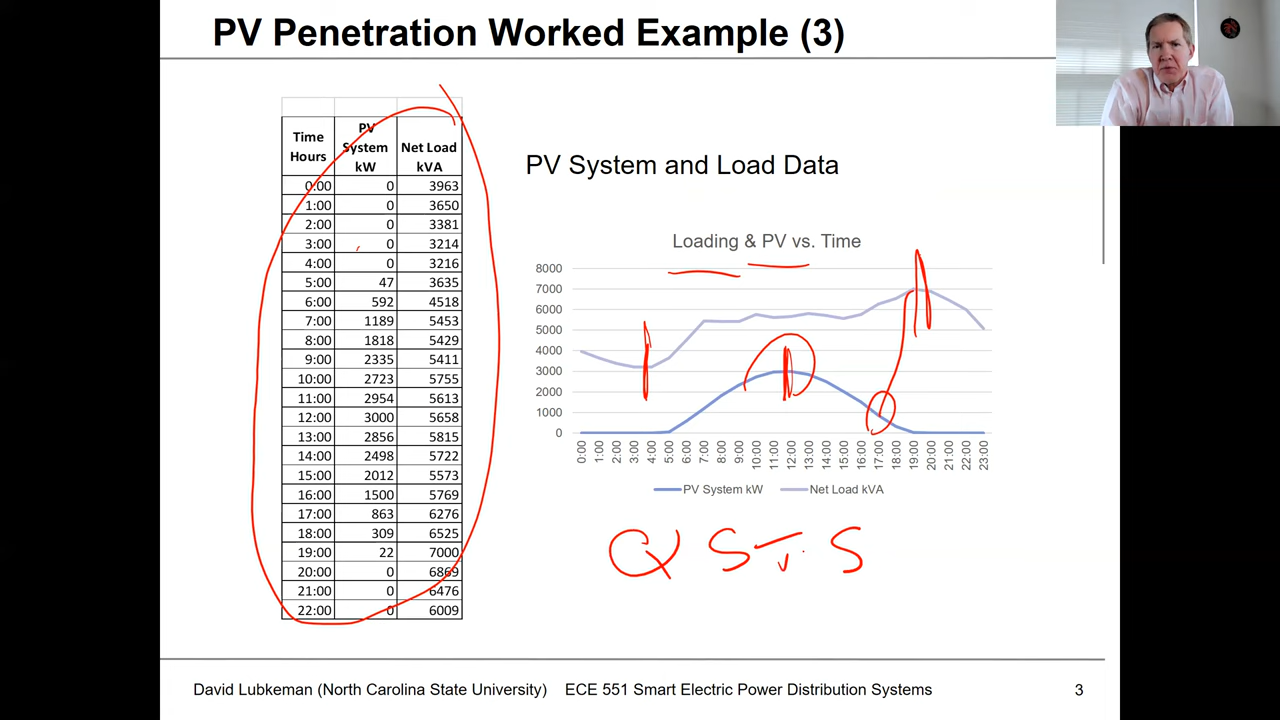 PV Penetration Worked Example (3)
Time Hours PV System kW Net Load kVA
0:00 0 3963
1:00 0 3650
2:00 0 3381
3:00 0 3214
4:00 0 3216
5:00 47 3635
6:00 592 4518
7:00 1189 5453
8:00 1818 5429
9:00 2335 5411
10:00 2723 5755
11:00 2954 5613
12:00 3000 5658
13:00 2856 5815
14:00 2498 5722
15:00 2012 5573
16:00 1500 5769
17:00 863 6276
18:00 309 6525
19:00 22 7000
20:00 0 6869
21:00 0 6476
22:00 0 6009
PV System and Load Data
Loading & PV vs. Time
8000
7000
6000
5000
4000
3000
2000
1000
0
0:00 1:00 2:00 3:00 4:00 5:00 6:00 7:00 8:00 9:00 10:00 11:00 12:00 13:00 14:00 15:00 16:00 17:00 18:00 19:00 20:00 21:00 22:00 23:00
PV System kW Net Load kVA
QSTS
David Lubkeman (North Carolina State University) ECE 551 Smart Electric Power Distribution Systems 3